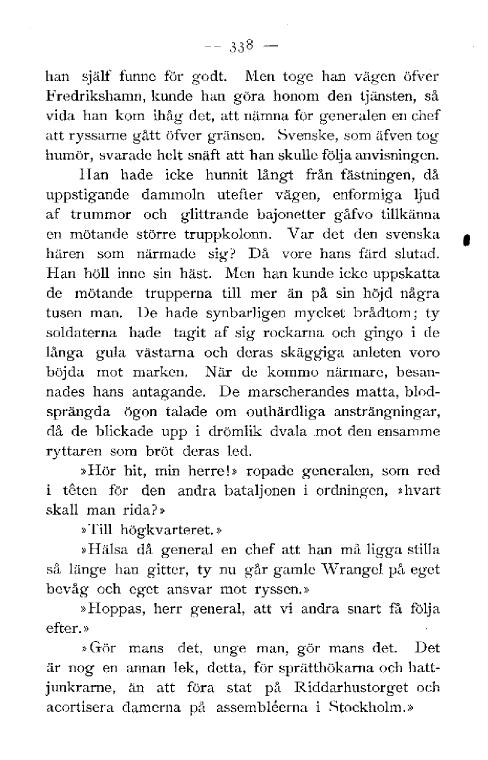 — 338 —
han själf funne för godt. Men toge han vägen öfver
Fredrikshamn, kunde han göra honom den tjänsten, så
vida han kom ihåg det, att nämna för generalen en chef
att ryssarne gått öfver gränsen. Svenske, som äfven tog
humör, svarade helt snäft att han skulle följa anvisningen.
Han hade icke hunnit långt från fästningen, då
uppstigande dammoln utefter vägen, enformiga ljud
af trummor och glittrande bajonetter gåfvo tillkänna
en mötande större truppkolonn. Var det den svenska
hären som närmade sig? Då vore hans färd slutad.
Han höll inne sin häst. Men han kunde icke uppskatta
de mötande trupperna till mer än på sin höjd några
tusen man. De hade synbarligen mycket brådtom; ty
soldaterna hade tagit af sig rockarna och gingo i de
långa gula västarna och deras skäggiga anleten voro
böjda mot marken. När de kommo närmare, besan-
nades hans antagande. De marscherandes matta, blod-
sprängda ögon talade om outhärdliga ansträngningar,
då de blickade upp i drömlik dvala mot den ensamme
ryttaren som bröt deras led.
»Hör hit, min herre!» ropade generalen, som red
i têten för den andra bataljonen i ordningen, »hvart
skall man rida?»
»Till högkvarteret.»
»Hälsa då general en chef att han må ligga stilla
så länge han gitter, ty nu går gamle Wrangel på eget
bevåg och eget ansvar mot ryssen.»
»Hoppas, herr general, att vi andra snart få följa
efter.»
»Gör mans det, unge man, gör mans det. Det
är nog en annan lek, detta, för sprätthökarna och hatt-
junkrarne, än att föra stat på Riddarhustorget och
acortisera damerna på assembléerna i Stockholm.»